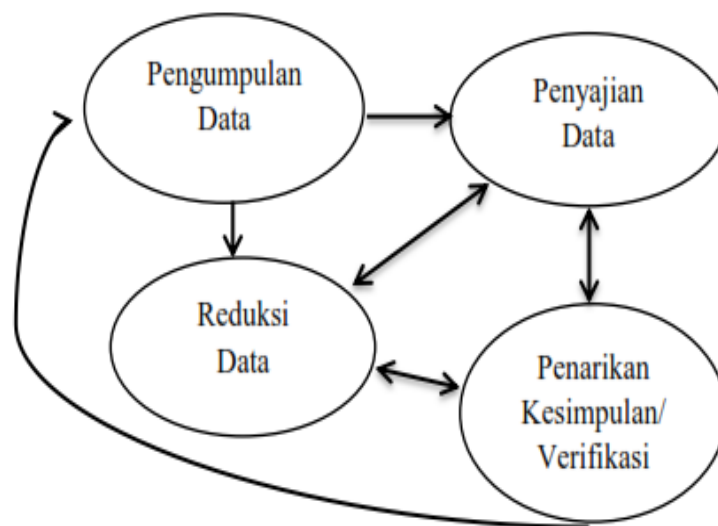 Pengumpulan
Data
Penyajian
Data
Reduksi
Data
Penarikan
Kesimpulan/
Verifikasi